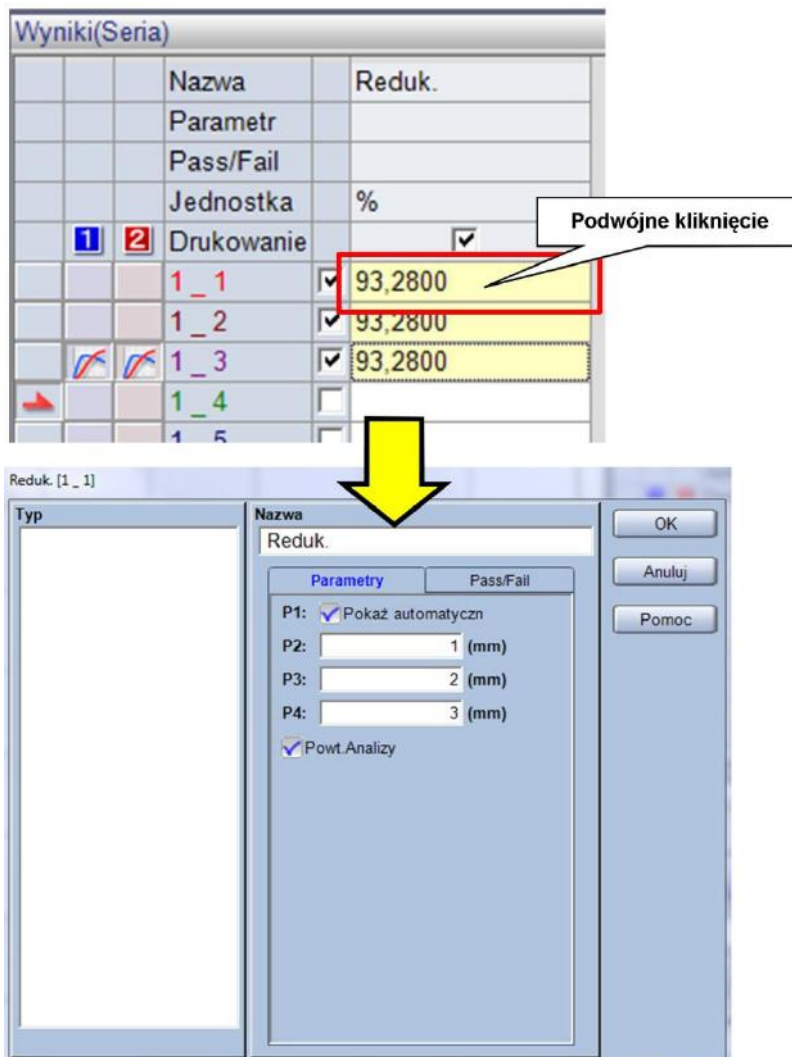 Wyniki(Seria)
Nazwa Reduk.
Parametr
Pass/Fail
Jednostka %
1 2 Drukowanie
Podwójne kliknięcie
1 _ 1 93,2800
1 _ 2 93,2800
1 _ 3 93,2800
1 _ 4
1 _ 5
Reduk. [1 _ 1]
Typ
Nazwa
Reduk.
OK
Anuluj
Pomoc
Parametry Pass/Fail
P1: Pokaż automatyczn
P2: 1 (mm)
P3: 2 (mm)
P4: 3 (mm)
Powt.Analizy